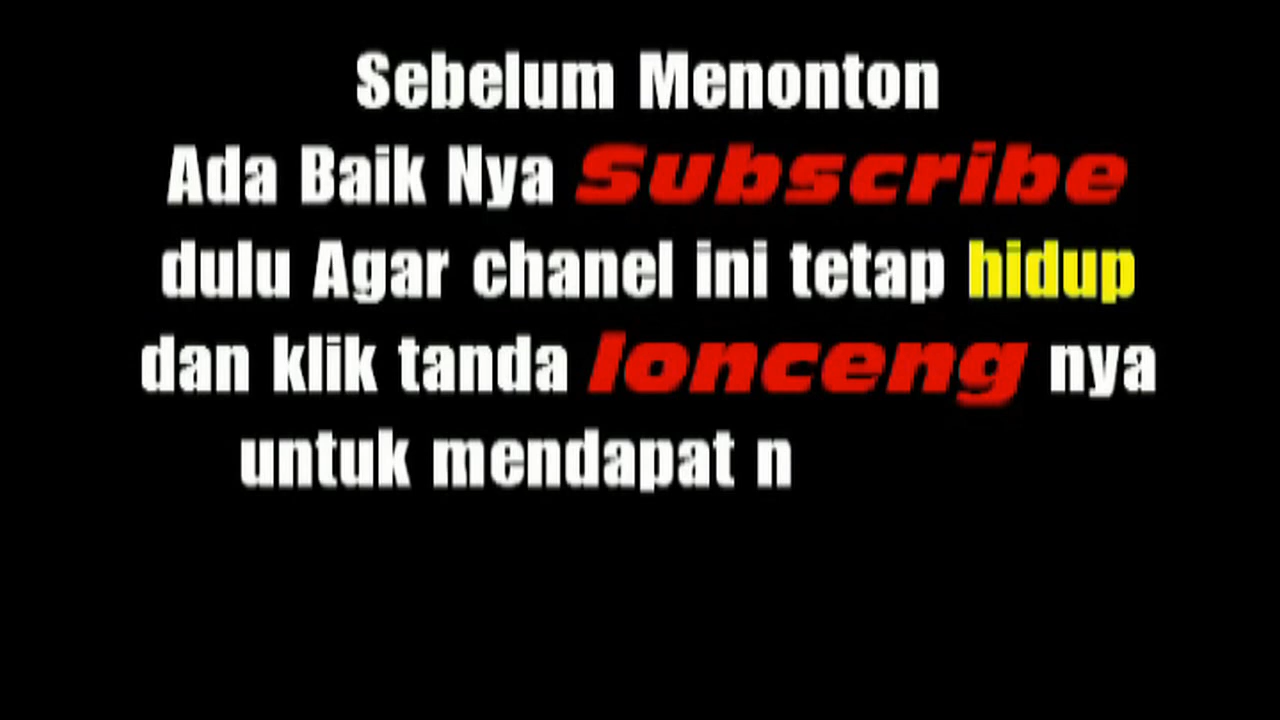 Sebelum Menonton
Ada Baik Nya Subscribe
dulu Agar chanel ini tetap hidup
dan klik tanda lonceng nya
untuk mendapat n